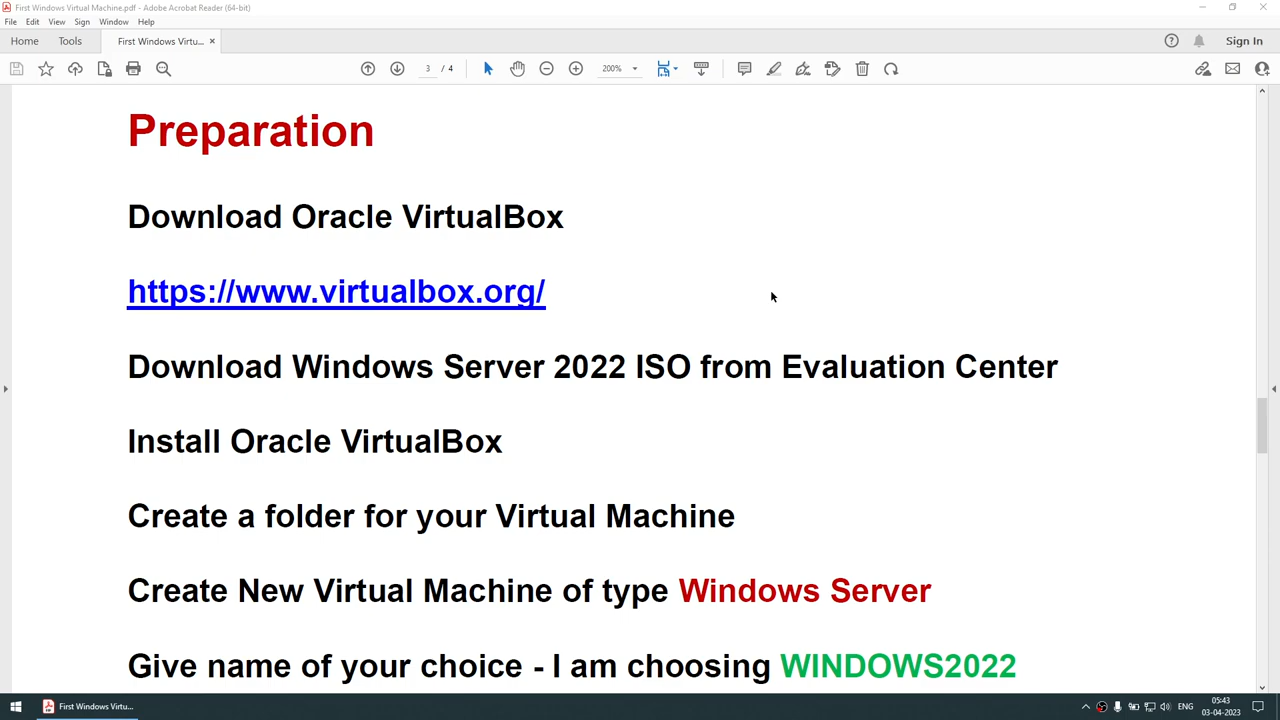 First Windows Virtual Machine.pdf - Adobe Acrobat Reader (64-bit)
File Edit View Sign Window Help
Home Tools First Windows Virtu... × Sign In
3 / 4 200%
Preparation
Download Oracle VirtualBox
https://www.virtualbox.org/
Download Windows Server 2022 ISO from Evaluation Center
Install Oracle VirtualBox
Create a folder for your Virtual Machine
Create New Virtual Machine of type Windows Server
Give name of your choice - I am choosing WINDOWS2022
First Windows Virtu... ENG 05:43
03-04-2023